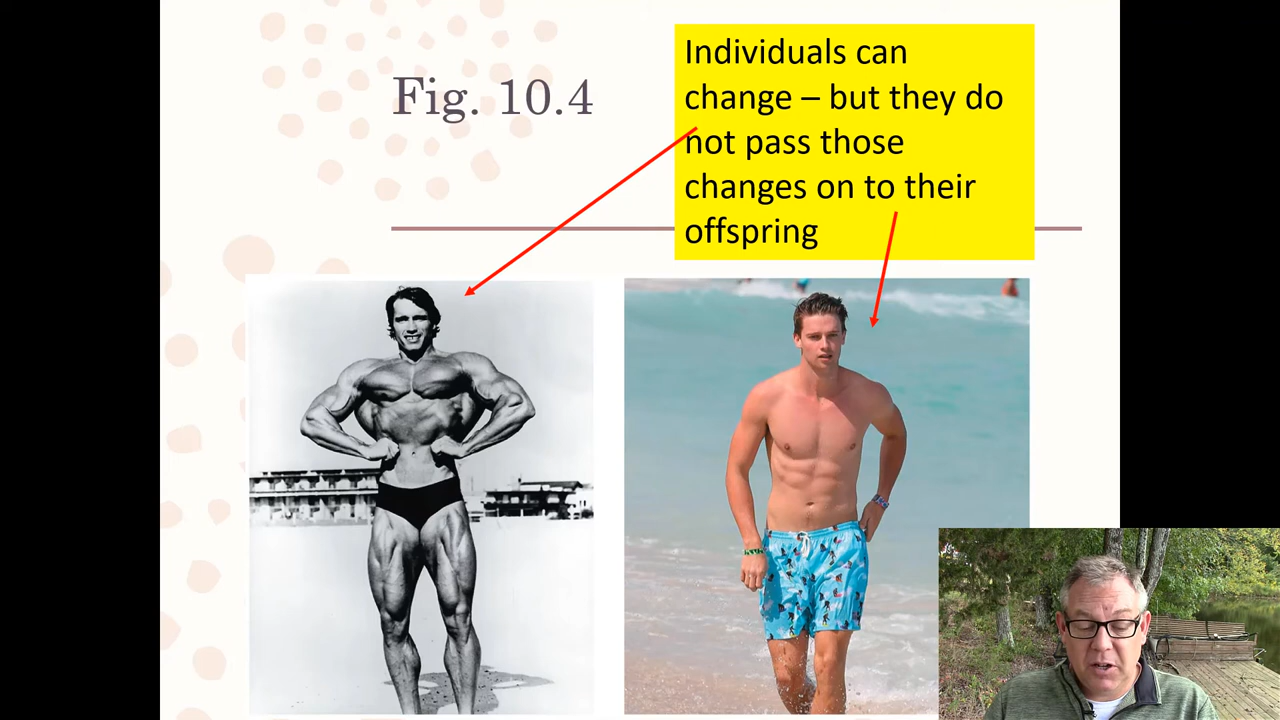 Fig. 10.4
Individuals can
change – but they do
not pass those
changes on to their
offspring